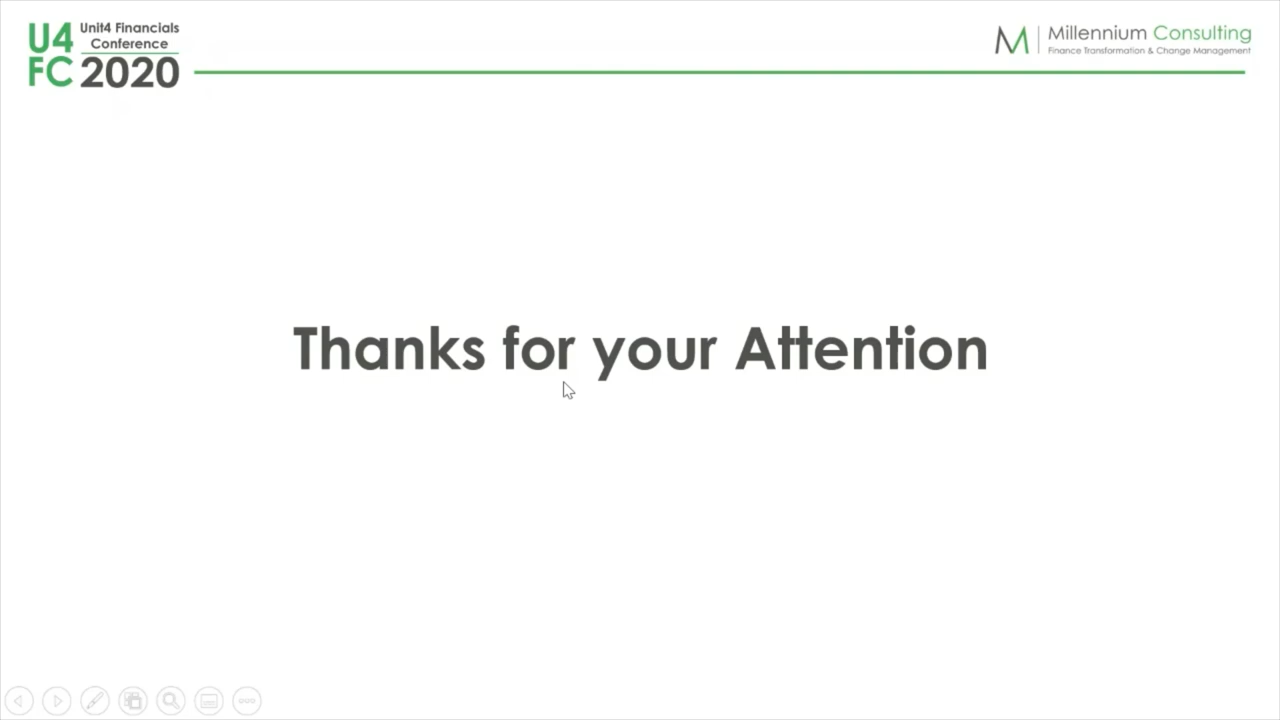 U4
FC
Unit4 Financials
Conference
2020
Millennium Consulting
Finance Transformation & Change Management
Thanks for your Attention